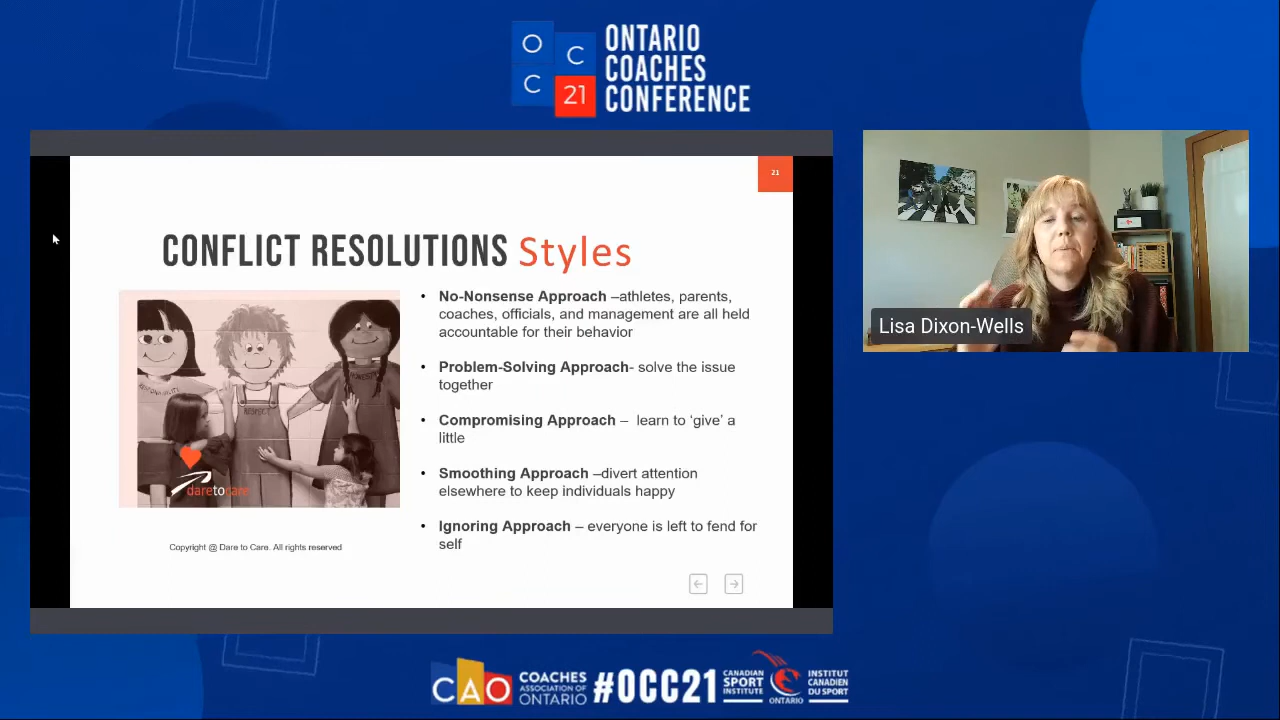 O C C 21
ONTARIO
COACHES
CONFERENCE
21
CONFLICT RESOLUTIONS Styles
• No-Nonsense Approach –athletes, parents,
coaches, officials, and management are all held
accountable for their behavior
• Problem-Solving Approach- solve the issue
together
• Compromising Approach – learn to ‘give’ a
little
• Smoothing Approach –divert attention
elsewhere to keep individuals happy
• Ignoring Approach – everyone is left to fend for
self
RESPONSIBILITY
RESPECT
HONESTY
daretocare
Copyright @ Dare to Care. All rights reserved
Lisa Dixon-Wells
CAO
COACHES
ASSOCIATION OF
ONTARIO
#OCC21
CANADIAN
SPORT
INSTITUTE
ONTARIO
INSTITUT
CANADIEN
DU SPORT